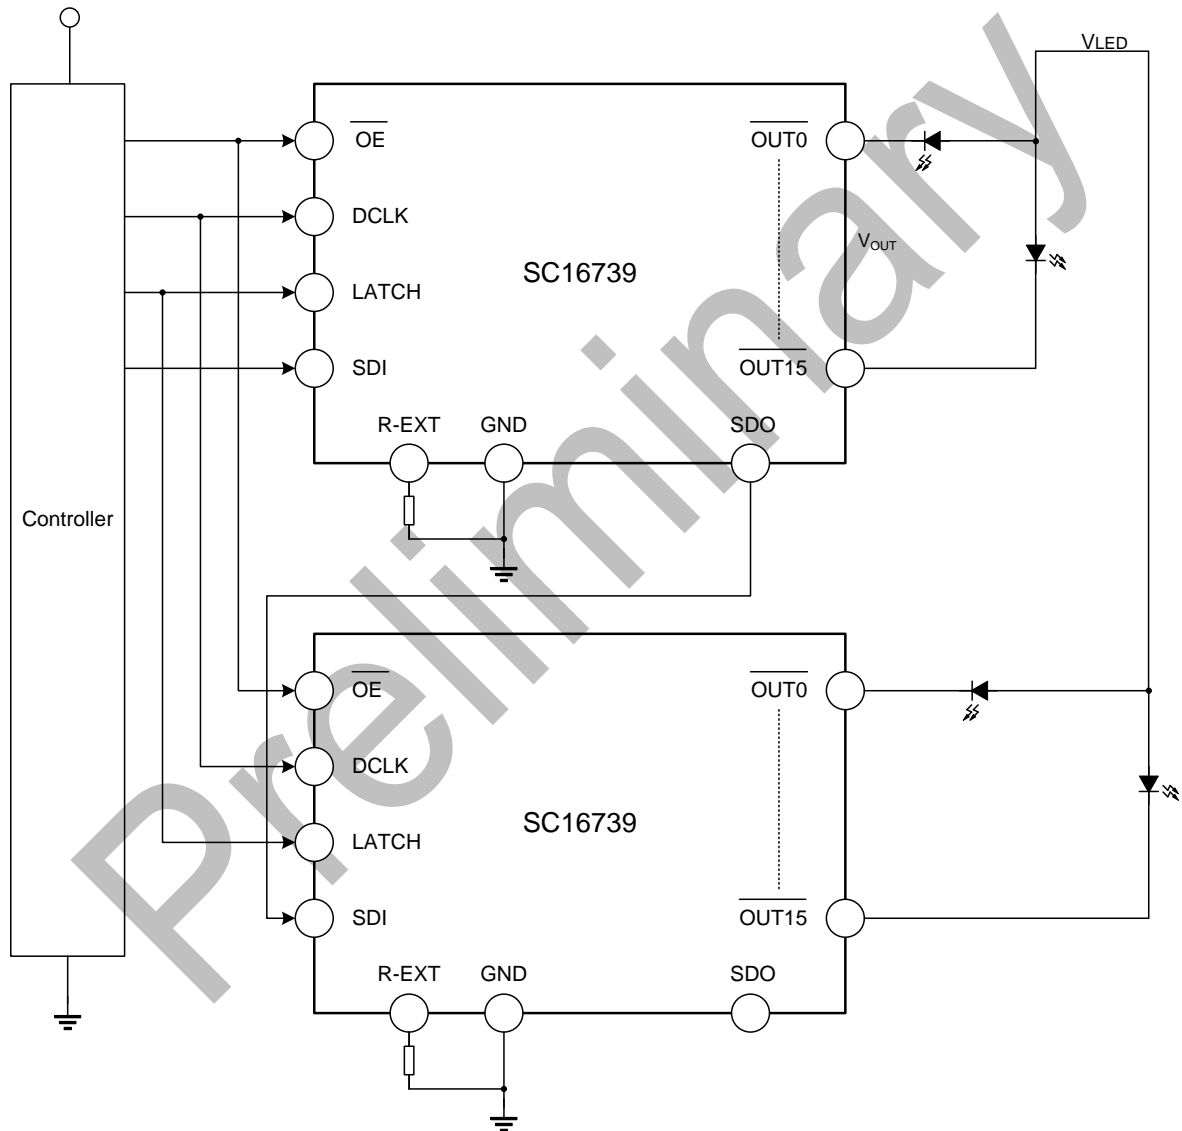 VLED
OE
OUT0
DCLK
VOUT
SC16739
LATCH
SDI
OUT15
R-EXT
GND
SDO
Controller
OE
OUT0
DCLK
SC16739
LATCH
SDI
OUT15
R-EXT
GND
SDO
Preliminary